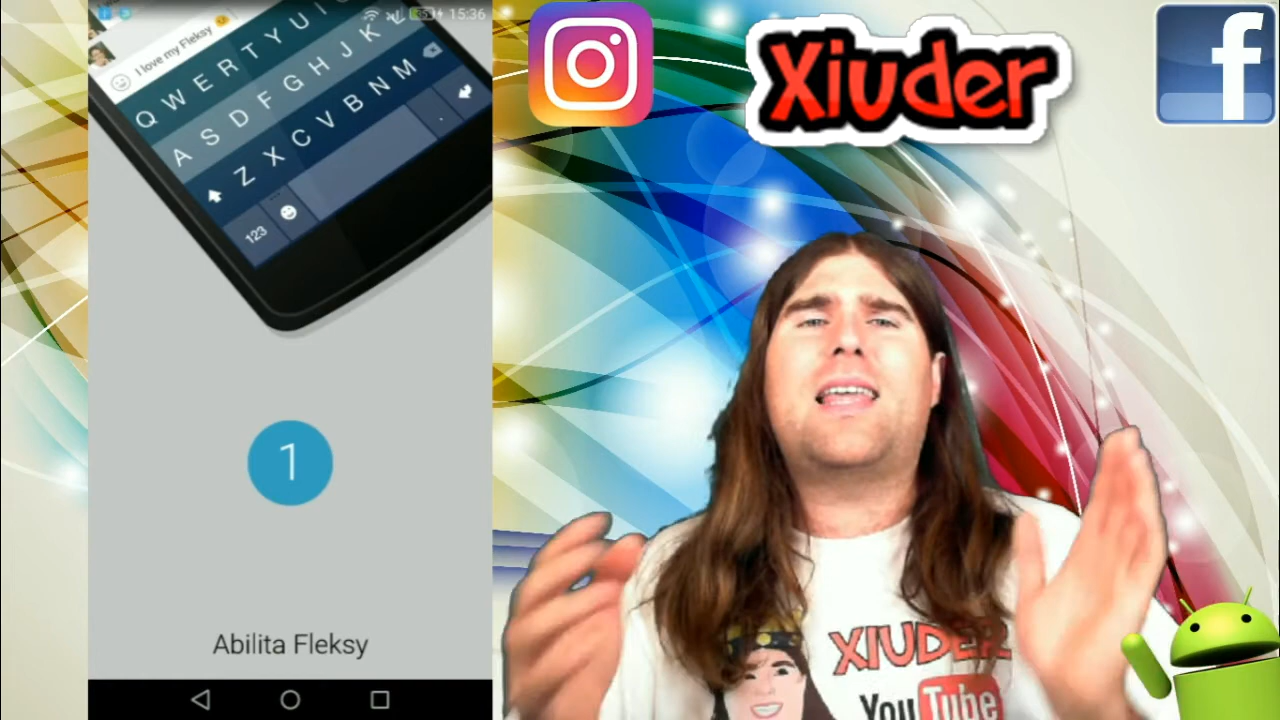 15:36
I love my Fleksy
Q W E R T Y U I
A S D F G H J K
Z X C V B N M
123
.
1
Abilita Fleksy
Xiuder
f
XIUDER
YouTube